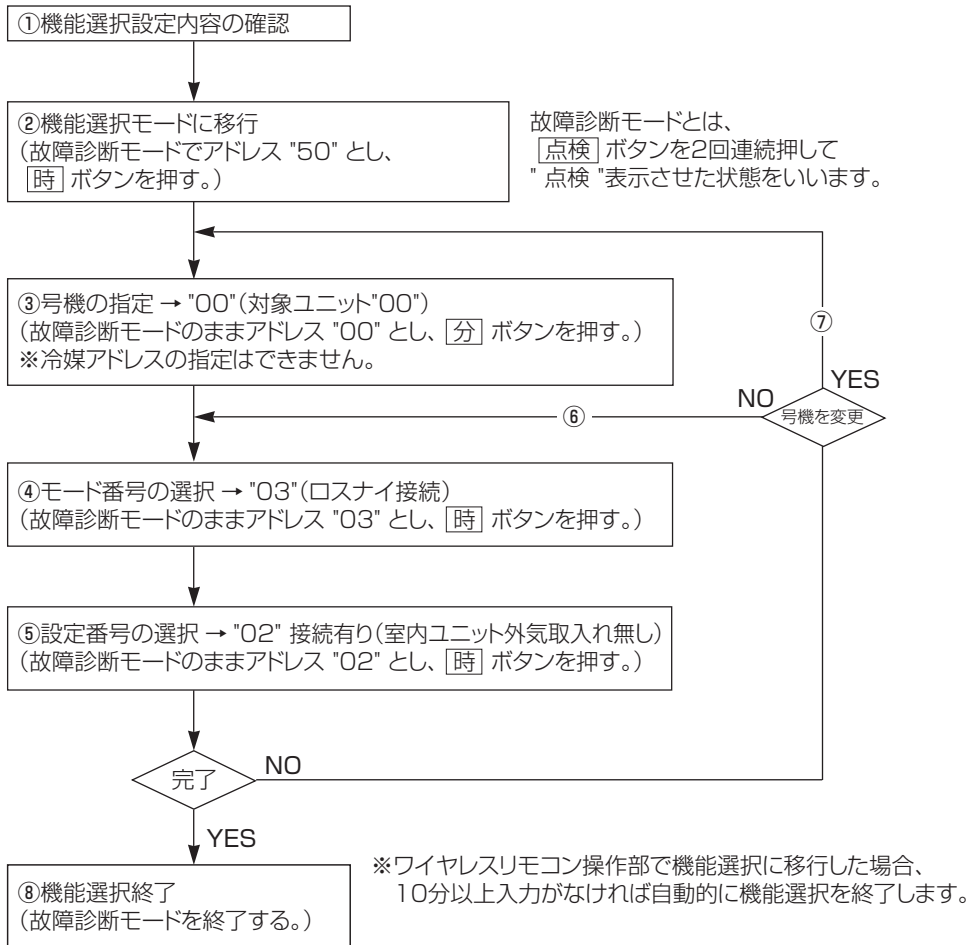 ①機能選択設定内容の確認
②機能選択モードに移行
（故障診断モードでアドレス "50" とし、
時 ボタンを押す。）
故障診断モードとは、
点検 ボタンを2回連続押して
" 点検 "表示させた状態をいいます。
③号機の指定 → "00"（対象ユニット"00"）
（故障診断モードのままアドレス "00" とし、 分 ボタンを押す。）
※冷媒アドレスの指定はできません。
⑦
YES
NO
号機を変更
⑥
④モード番号の選択 → "03"（ロスナイ接続）
（故障診断モードのままアドレス "03" とし、 時 ボタンを押す。）
⑤設定番号の選択 → "02" 接続有り（室内ユニット外気取入れ無し）
（故障診断モードのままアドレス "02" とし、 時 ボタンを押す。）
完了
NO
YES
⑧機能選択終了
（故障診断モードを終了する。）
※ワイヤレスリモコン操作部で機能選択に移行した場合、
10分以上入力がなければ自動的に機能選択を終了します。